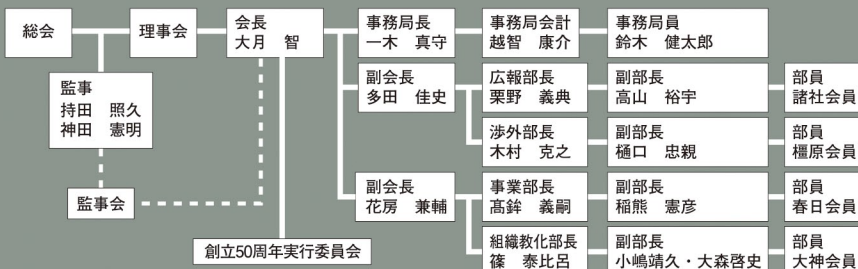 総会
理事会
会長
大月　智
事務局長
一木　真守
事務局会計
越智　康介
事務局員
鈴木　健太郎
監事
持田　照久
神田　憲明
監事会
創立50周年実行委員会
副会長
多田　佳史
広報部長
栗野　義典
副部長
高山　裕宇
部員
諸社会員
渉外部長
木村　克之
副部長
樋口　忠親
部員
橿原会員
副会長
花房　兼輔
事業部長
髙鉾　義嗣
副部長
稲熊　憲彦
部員
春日会員
組織教化部長
篠　泰比呂
副部長
小嶋靖久・大森啓史
部員
大神会員